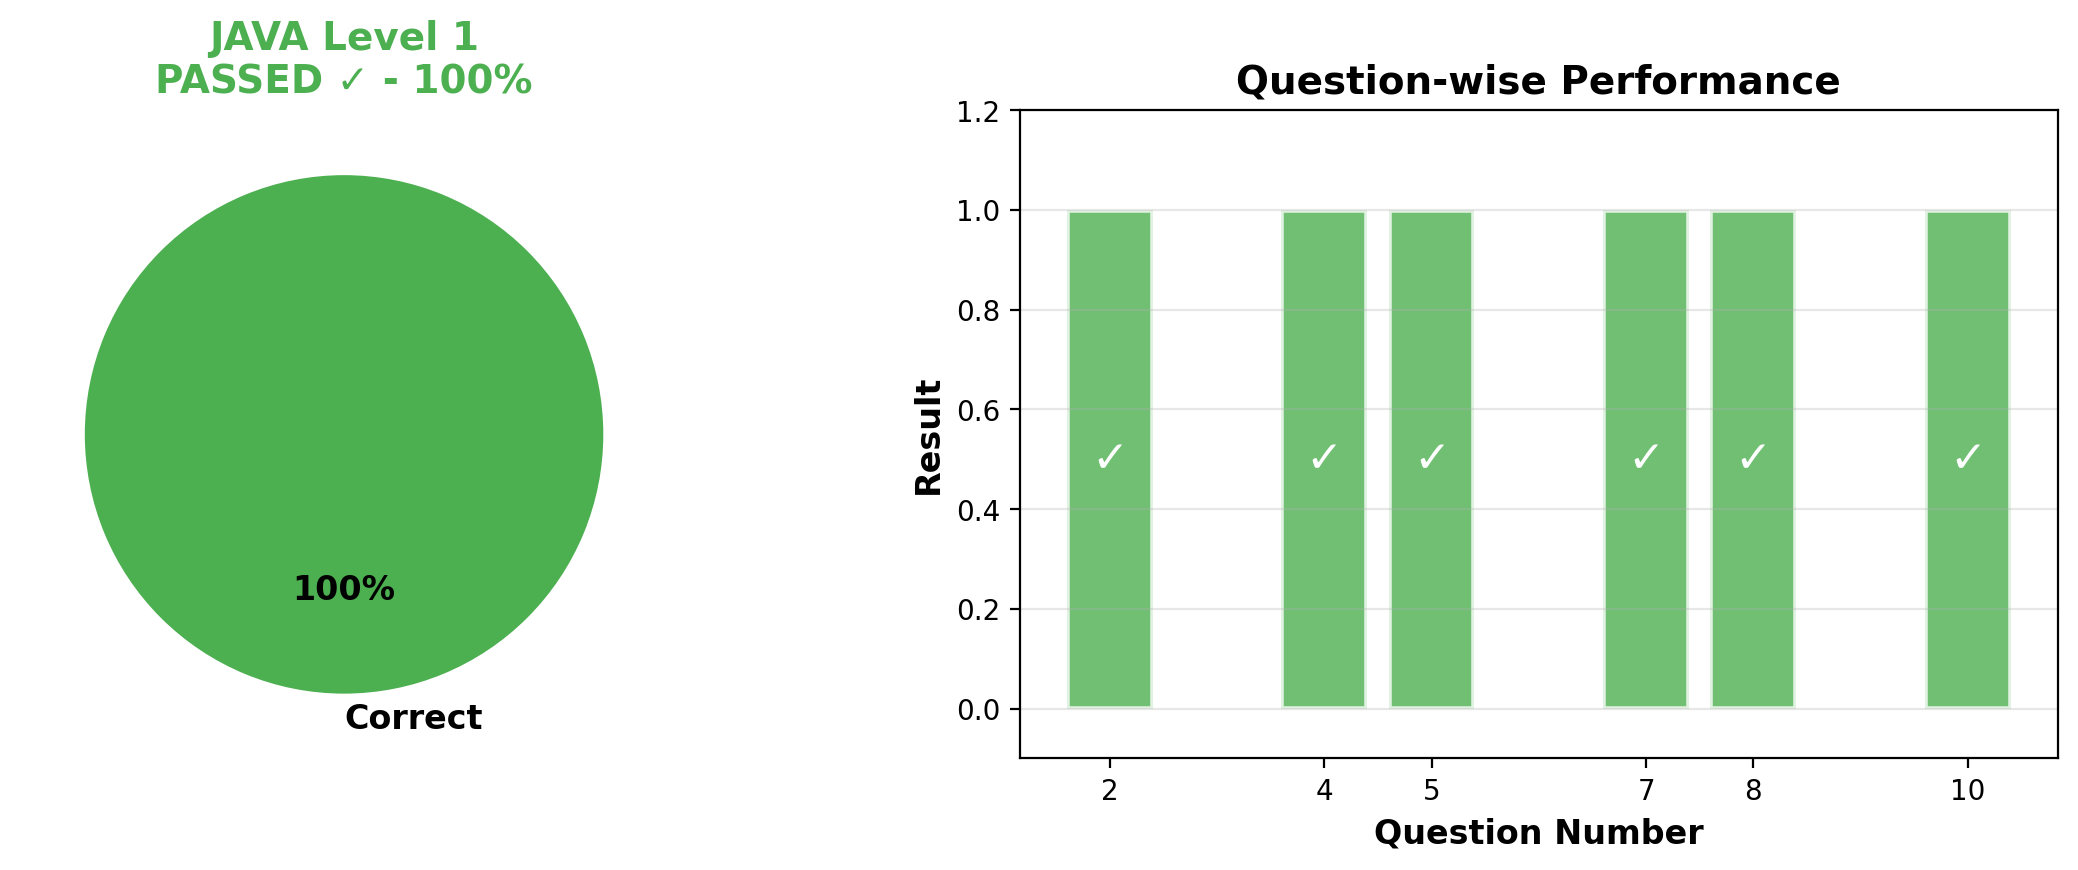 JAVA Level 1
PASSED ✓ - 100%
100%
Correct
Question-wise Performance
1.2
1.0
0.8
0.6
0.4
0.2
0.0
Result
✓ ✓ ✓ ✓ ✓ ✓
2 4 5 7 8 10
Question Number